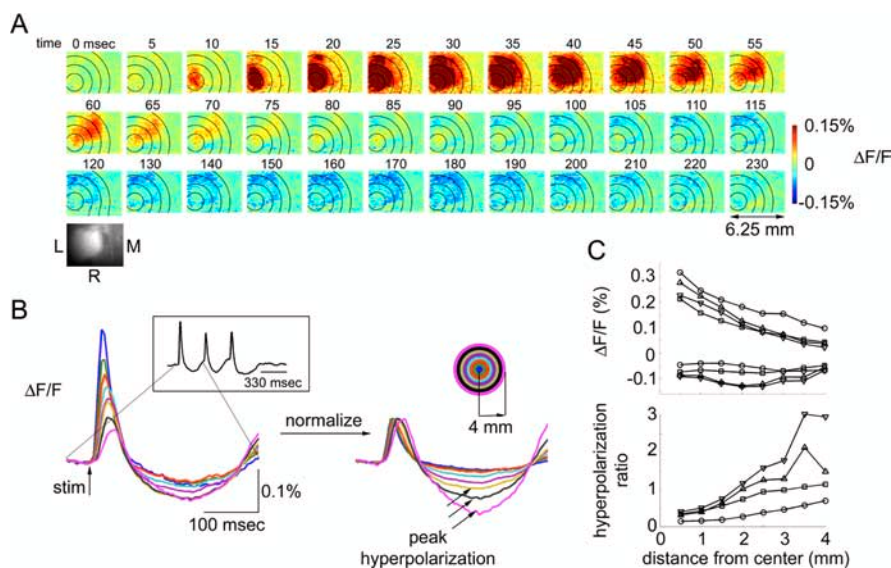 A
time 0 msec 5 10 15 20 25 30 35 40 45 50 55
60 65 70 75 80 85 90 95 100 105 110 115
0.15%
0
ΔF/F
-0.15%
120 130 140 150 160 170 180 190 200 210 220 230
6.25 mm
L M
R
B
ΔF/F
330 msec
stim
0.1%
100 msec
normalize
4 mm
peak
hyperpolarization
C
ΔF/F (%)
0.3
0.2
0.1
0
-0.1
hyperpolarization
ratio
3
2
1
0
0 1 2 3 4
distance from center (mm)